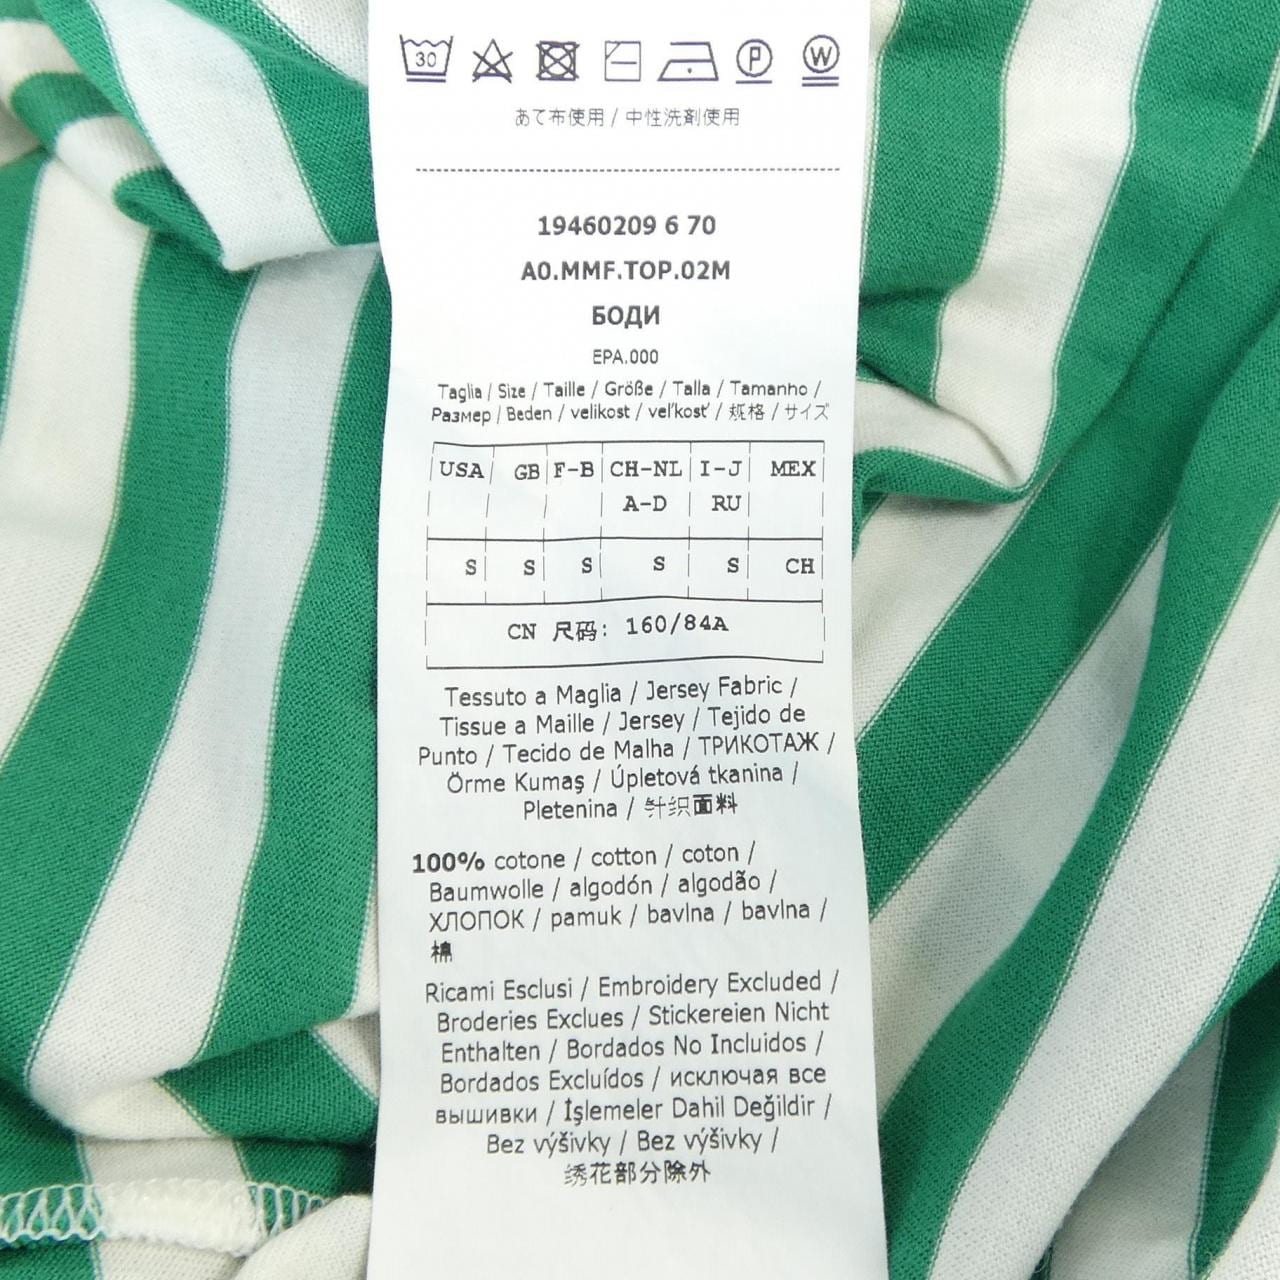 30 P W
あて布使用 / 中性洗剤使用
19460209 6 70
A0.MMF.TOP.02M
БОДИ
EPA.000
Taglia / Size / Taille / Größe / Talla / Tamanho /
Размер / Beden / velikost / veľkosť / 规格 / サイズ
USA GB F-B CH-NL I-J MEX
A-D RU
S S S S S CH
CN 尺码: 160/84A
Tessuto a Maglia / Jersey Fabric /
Tissue a Maille / Jersey / Tejido de
Punto / Tecido de Malha / ТРИКОТАЖ /
Örme Kumaş / Úpletová tkanina /
Pletenina / 针织面料
100% cotone / cotton / coton /
Baumwolle / algodón / algodão /
ХЛОПОК / pamuk / bavlna / bavlna /
棉
Ricami Esclusi / Embroidery Excluded /
Broderies Exclues / Stickereien Nicht
Enthalten / Bordados No Incluidos /
Bordados Excluídos / исключая все
вышивки / İşlemeler Dahil Değildir /
Bez výšivky / Bez výšivky /
绣花部分除外